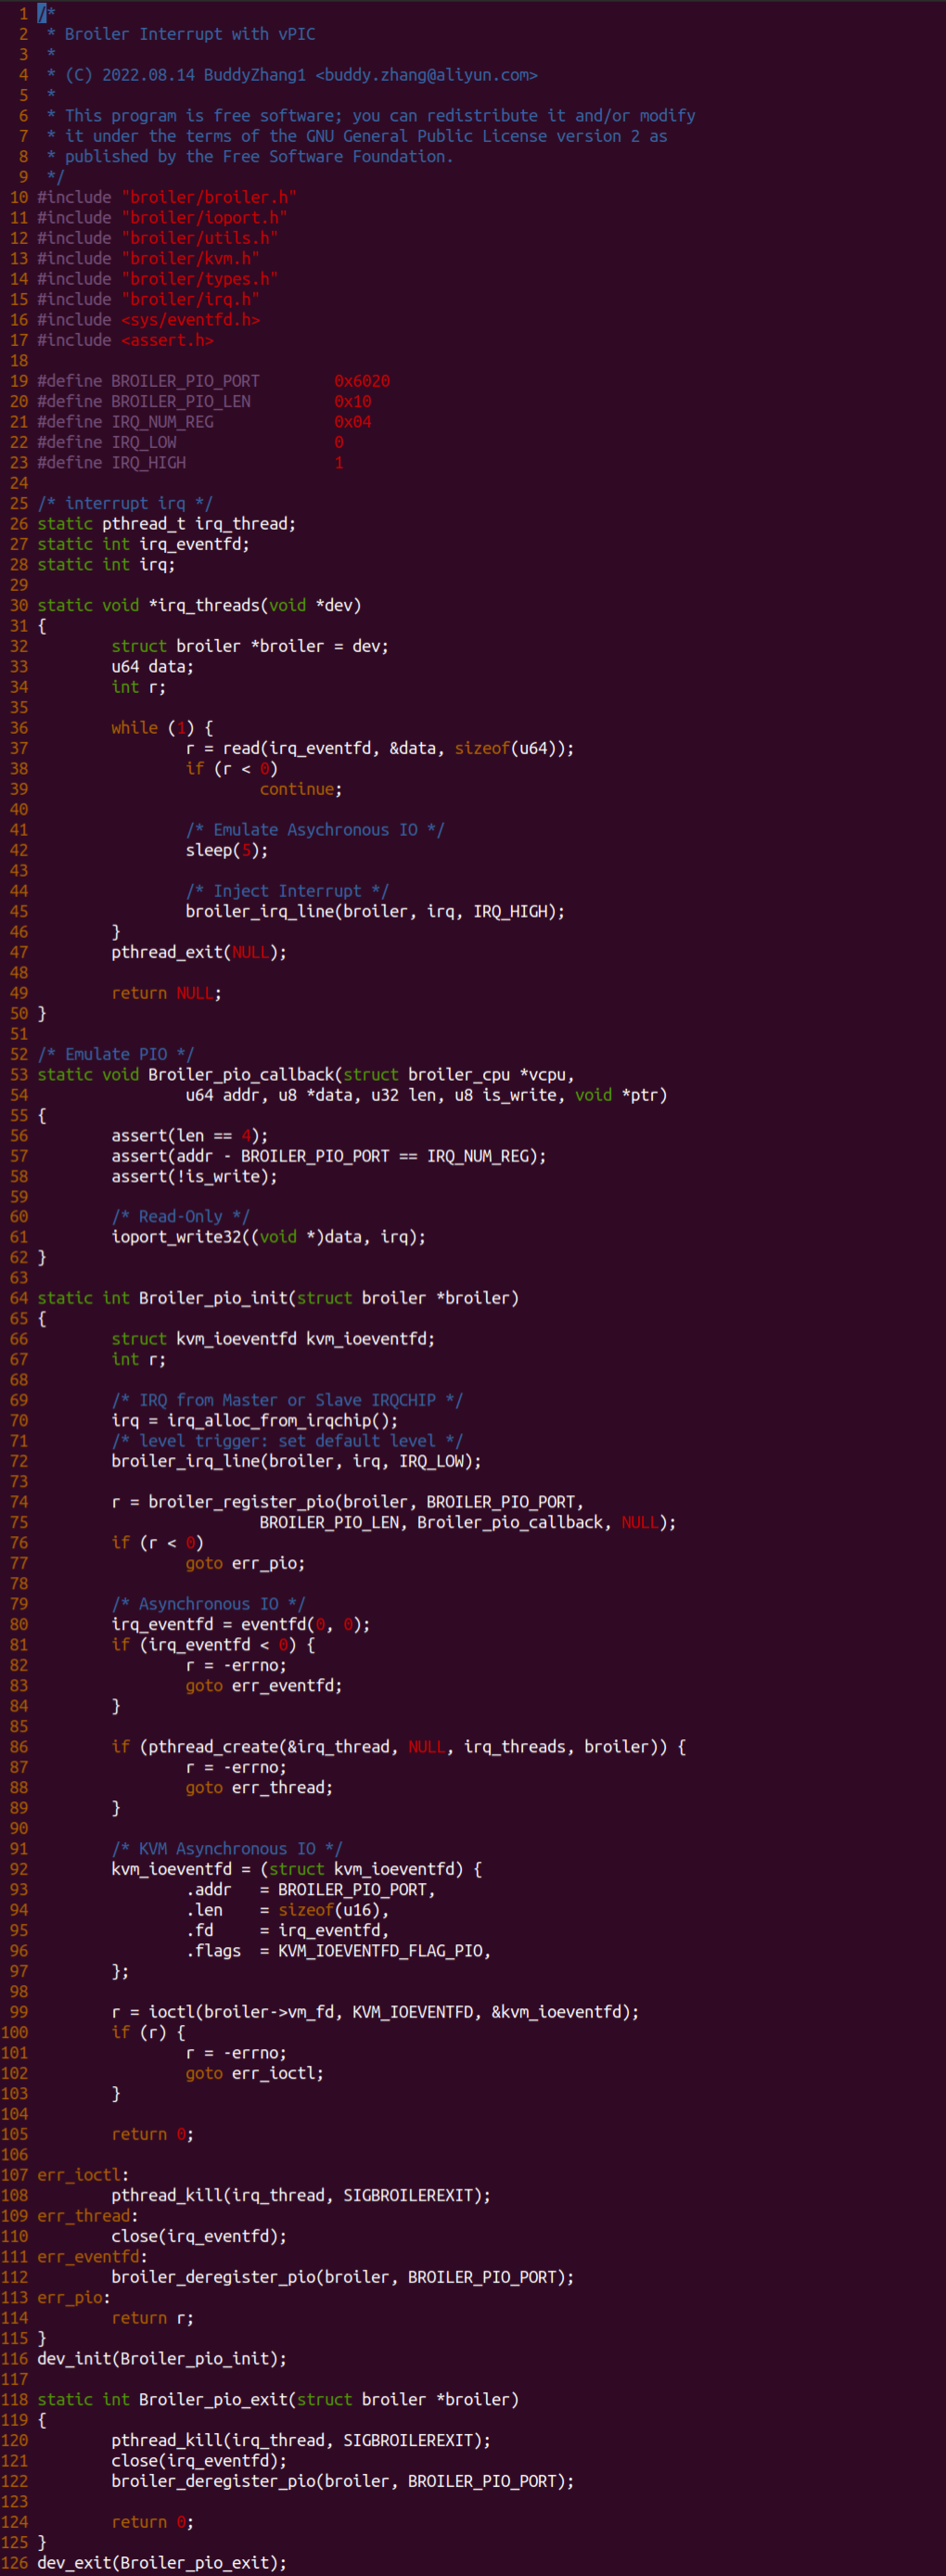 1 /*
2  * Broiler Interrupt with vPIC
3  *
4  * (C) 2022.08.14 BuddyZhang1 <buddy.zhang@aliyun.com>
5  *
6  * This program is free software; you can redistribute it and/or modify
7  * it under the terms of the GNU General Public License version 2 as
8  * published by the Free Software Foundation.
9  */
10 #include "broiler/broiler.h"
11 #include "broiler/ioport.h"
12 #include "broiler/utils.h"
13 #include "broiler/kvm.h"
14 #include "broiler/types.h"
15 #include "broiler/irq.h"
16 #include <sys/eventfd.h>
17 #include <assert.h>
18
19 #define BROILER_PIO_PORT        0x6020
20 #define BROILER_PIO_LEN         0x10
21 #define IRQ_NUM_REG             0x04
22 #define IRQ_LOW                 0
23 #define IRQ_HIGH                1
24
25 /* interrupt irq */
26 static pthread_t irq_thread;
27 static int irq_eventfd;
28 static int irq;
29
30 static void *irq_threads(void *dev)
31 {
32         struct broiler *broiler = dev;
33         u64 data;
34         int r;
35
36         while (1) {
37                 r = read(irq_eventfd, &data, sizeof(u64));
38                 if (r < 0)
39                         continue;
40
41                 /* Emulate Asychronous IO */
42                 sleep(5);
43
44                 /* Inject Interrupt */
45                 broiler_irq_line(broiler, irq, IRQ_HIGH);
46         }
47         pthread_exit(NULL);
48
49         return NULL;
50 }
51
52 /* Emulate PIO */
53 static void Broiler_pio_callback(struct broiler_cpu *vcpu,
54                 u64 addr, u8 *data, u32 len, u8 is_write, void *ptr)
55 {
56         assert(len == 4);
57         assert(addr - BROILER_PIO_PORT == IRQ_NUM_REG);
58         assert(!is_write);
59
60         /* Read-Only */
61         ioport_write32((void *)data, irq);
62 }
63
64 static int Broiler_pio_init(struct broiler *broiler)
65 {
66         struct kvm_ioeventfd kvm_ioeventfd;
67         int r;
68
69         /* IRQ from Master or Slave IRQCHIP */
70         irq = irq_alloc_from_irqchip();
71         /* level trigger: set default level */
72         broiler_irq_line(broiler, irq, IRQ_LOW);
73
74         r = broiler_register_pio(broiler, BROILER_PIO_PORT,
75                         BROILER_PIO_LEN, Broiler_pio_callback, NULL);
76         if (r < 0)
77                 goto err_pio;
78
79         /* Asynchronous IO */
80         irq_eventfd = eventfd(0, 0);
81         if (irq_eventfd < 0) {
82                 r = -errno;
83                 goto err_eventfd;
84         }
85
86         if (pthread_create(&irq_thread, NULL, irq_threads, broiler)) {
87                 r = -errno;
88                 goto err_thread;
89         }
90
91         /* KVM Asynchronous IO */
92         kvm_ioeventfd = (struct kvm_ioeventfd) {
93                 .addr   = BROILER_PIO_PORT,
94                 .len    = sizeof(u16),
95                 .fd     = irq_eventfd,
96                 .flags  = KVM_IOEVENTFD_FLAG_PIO,
97         };
98
99         r = ioctl(broiler->vm_fd, KVM_IOEVENTFD, &kvm_ioeventfd);
100         if (r) {
101                 r = -errno;
102                 goto err_ioctl;
103         }
104
105         return 0;
106
107 err_ioctl:
108         pthread_kill(irq_thread, SIGBROILEREXIT);
109 err_thread:
110         close(irq_eventfd);
111 err_eventfd:
112         broiler_deregister_pio(broiler, BROILER_PIO_PORT);
113 err_pio:
114         return r;
115 }
116 dev_init(Broiler_pio_init);
117
118 static int Broiler_pio_exit(struct broiler *broiler)
119 {
120         pthread_kill(irq_thread, SIGBROILEREXIT);
121         close(irq_eventfd);
122         broiler_deregister_pio(broiler, BROILER_PIO_PORT);
123
124         return 0;
125 }
126 dev_exit(Broiler_pio_exit);